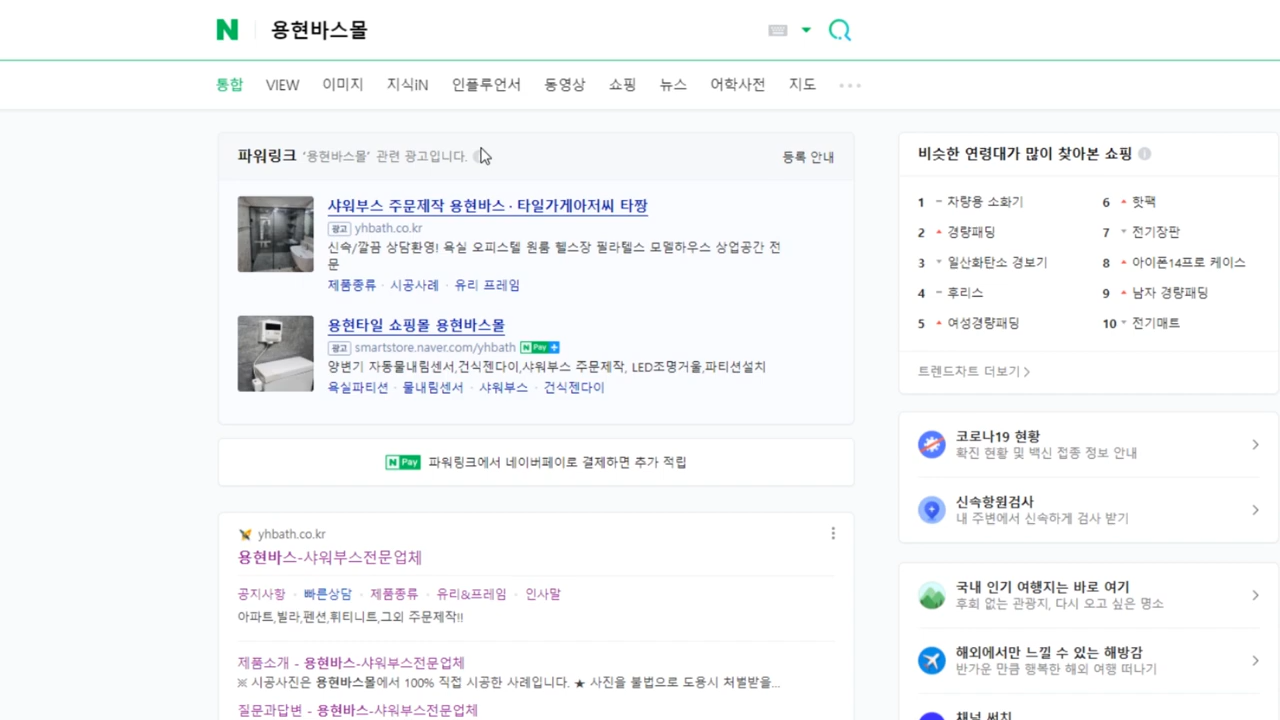 N 용현바스몰
통합 VIEW 이미지 지식iN 인플루언서 동영상 쇼핑 뉴스 어학사전 지도
파워링크 '용현바스몰' 관련 광고입니다. 등록 안내
샤워부스 주문제작 용현바스 · 타일가게아저씨 타짱
광고 yhbath.co.kr
신속/깔끔 상담환영! 욕실 오피스텔 원룸 헬스장 필라텔스 모델하우스 상업공간 전
문
제품종류 · 시공사례 · 유리 프레임
용현타일 쇼핑몰 용현바스몰
광고 smartstore.naver.com/yhbath N Pay +
양변기 자동물내림센서,건식젠다이,샤워부스 주문제작, LED조명거울,파티션설치
욕실파티션 · 물내림센서 · 샤워부스 · 건식젠다이
N Pay 파워링크에서 네이버페이로 결제하면 추가 적립
yhbath.co.kr
용현바스-샤워부스전문업체
공지사항 · 빠른상담 · 제품종류 · 유리&프레임 · 인사말
아파트,빌라,펜션,휘티니트,그외 주문제작!!
제품소개 - 용현바스-샤워부스전문업체
※ 시공사진은 용현바스몰에서 100% 직접 시공한 사례입니다. ★ 사진을 불법으로 도용시 처벌받을...
질문과답변 - 용현바스-샤워부스전문업체
비슷한 연령대가 많이 찾아본 쇼핑
1 차량용 소화기
2 경량패딩
3 일산화탄소 경보기
4 후리스
5 여성경량패딩
6 핫팩
7 전기장판
8 아이폰14프로 케이스
9 남자 경량패딩
10 전기매트
트렌드차트 더보기 >
코로나19 현황
확진 현황 및 백신 접종 정보 안내
신속항원검사
내 주변에서 신속하게 검사 받기
국내 인기 여행지는 바로 여기
후회 없는 관광지, 다시 오고 싶은 명소
해외에서만 느낄 수 있는 해방감
반가운 만큼 행복한 해외 여행 떠나기
채널 써치